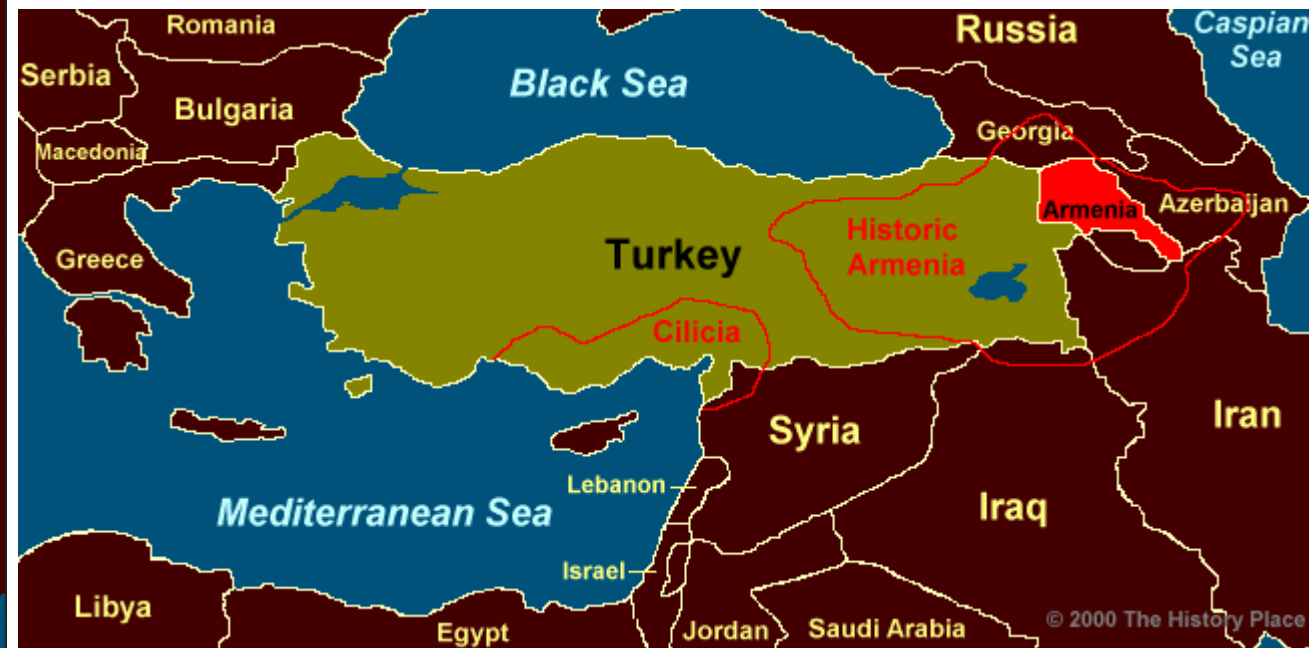 Romania
Russia
Caspian
Sea
Serbia
Black Sea
Bulgaria
Georgia
Macedonia
Armenia
Azerbaijan
Historic
Armenia
Turkey
Greece
Cilicia
Syria
Iran
Lebanon
Mediterranean Sea
Iraq
Israel
Libya
Egypt
Jordan
Saudi Arabia
© 2000 The History Place